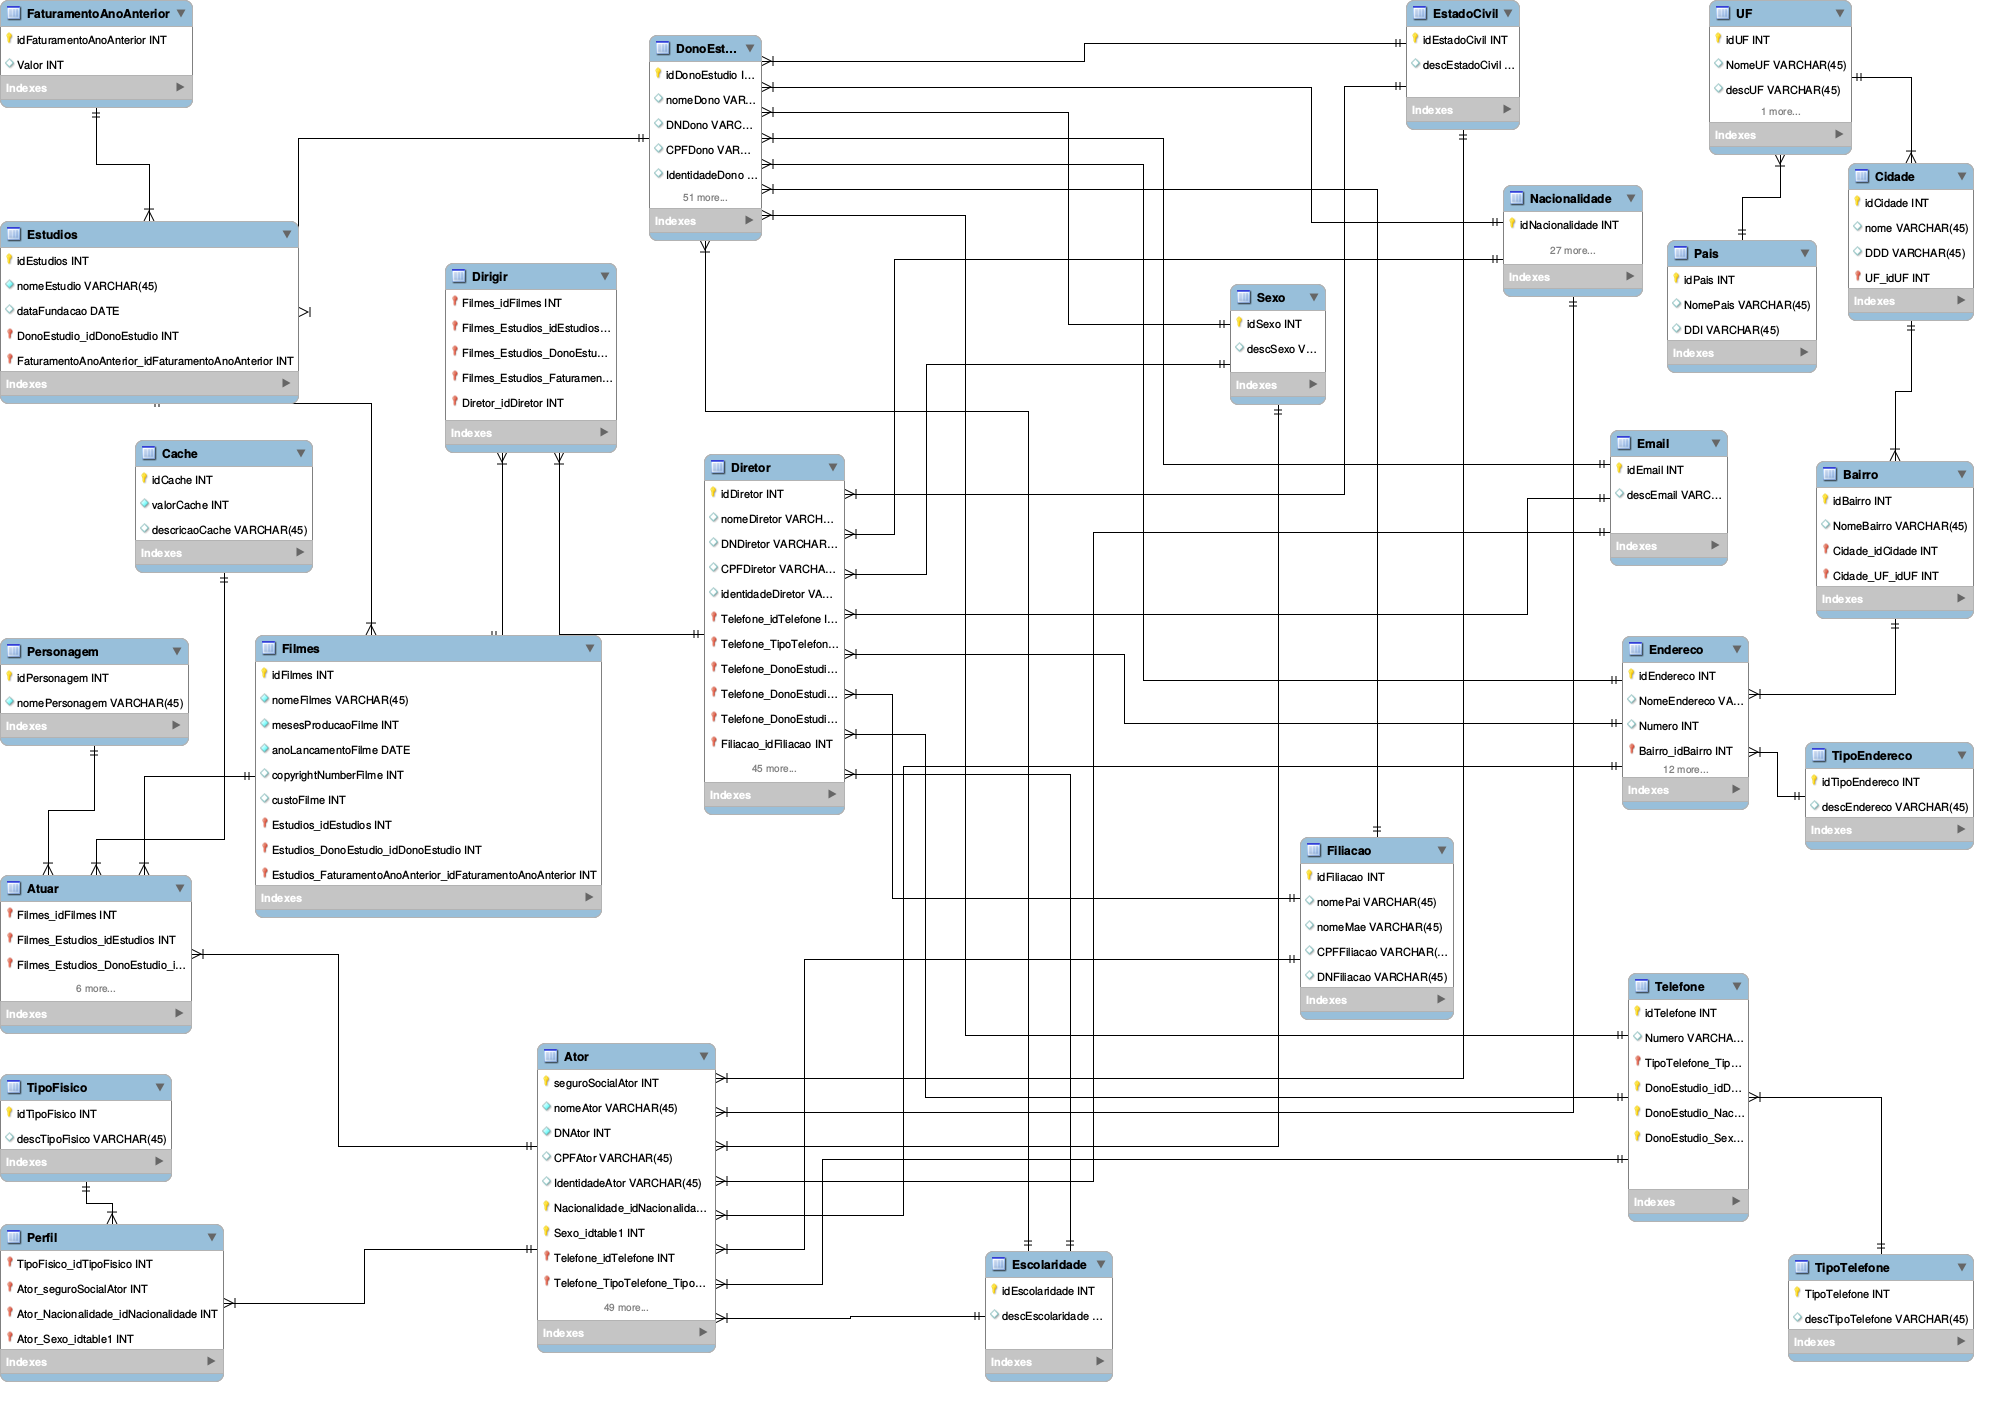 FaturamentoAnoAnterior
idFaturamentoAnoAnterior INT
Valor INT
Indexes
Estudios
idEstudios INT
nomeEstudio VARCHAR(45)
dataFundacao DATE
DonoEstudio_idDonoEstudio INT
FaturamentoAnoAnterior_idFaturamentoAnoAnterior INT
Indexes
Cache
idCache INT
valorCache INT
descricaoCache VARCHAR(45)
Indexes
Personagem
idPersonagem INT
nomePersonagem VARCHAR(45)
Indexes
Filmes
idFilmes INT
nomeFilmes VARCHAR(45)
mesesProducaoFilme INT
anoLancamentoFilme DATE
copyrightNumberFilme INT
custoFilme INT
Estudios_idEstudios INT
Estudios_DonoEstudio_idDonoEstudio INT
Estudios_FaturamentoAnoAnterior_idFaturamentoAnoAnterior INT
Indexes
Atuar
Filmes_idFilmes INT
Filmes_Estudios_idEstudios INT
Filmes_Estudios_DonoEstudio_i...
6 more...
Indexes
TipoFisico
idTipoFisico INT
descTipoFisico VARCHAR(45)
Indexes
Perfil
TipoFisico_idTipoFisico INT
Ator_seguroSocialAtor INT
Ator_Nacionalidade_idNacionalidade INT
Ator_Sexo_idtable1 INT
Indexes
Dirigir
Filmes_idFilmes INT
Filmes_Estudios_idEstudios...
Filmes_Estudios_DonoEstu...
Filmes_Estudios_Faturamen...
Diretor_idDiretor INT
Indexes
DonoEst...
idDonoEstudio I...
nomeDono VAR...
DNDono VARC...
CPFDono VAR...
IdentidadeDono ...
51 more...
Indexes
Diretor
idDiretor INT
nomeDiretor VARCH...
DNDiretor VARCHAR...
CPFDiretor VARCHA...
identidadeDiretor VA...
Telefone_idTelefone I...
Telefone_TipoTelefon...
Telefone_DonoEstudi...
Telefone_DonoEstudi...
Telefone_DonoEstudi...
Filiacao_idFiliacao INT
45 more...
Indexes
Ator
seguroSocialAtor INT
nomeAtor VARCHAR(45)
DNAtor INT
CPFAtor VARCHAR(45)
IdentidadeAtor VARCHAR(45)
Nacionalidade_idNacionalida...
Sexo_idtable1 INT
Telefone_idTelefone INT
Telefone_TipoTelefone_Tipo...
49 more...
Indexes
Escolaridade
idEscolaridade INT
descEscolaridade ...
Indexes
EstadoCivil
idEstadoCivil INT
descEstadoCivil ...
Indexes
Nacionalidade
idNacionalidade INT
27 more...
Indexes
Sexo
idSexo INT
descSexo V...
Indexes
Filiacao
idFiliacao INT
nomePai VARCHAR(45)
nomeMae VARCHAR(45)
CPFFiliacao VARCHAR(...
DNFiliacao VARCHAR(45)
Indexes
UF
idUF INT
NomeUF VARCHAR(45)
descUF VARCHAR(45)
1 more...
Indexes
Cidade
idCidade INT
nome VARCHAR(45)
DDD VARCHAR(45)
UF_idUF INT
Indexes
Pais
idPais INT
NomePais VARCHAR(45)
DDI VARCHAR(45)
Indexes
Email
idEmail INT
descEmail VARC...
Indexes
Bairro
idBairro INT
NomeBairro VARCHAR(45)
Cidade_idCidade INT
Cidade_UF_idUF INT
Indexes
Endereco
idEndereco INT
NomeEndereco VA...
Numero INT
Bairro_idBairro INT
12 more...
Indexes
TipoEndereco
idTipoEndereco INT
descEndereco VARCHAR(45)
Indexes
Telefone
idTelefone INT
Numero VARCHA...
TipoTelefone_Tip...
DonoEstudio_idD...
DonoEstudio_Nac...
DonoEstudio_Sex...
Indexes
TipoTelefone
TipoTelefone INT
descTipoTelefone VARCHAR(45)
Indexes